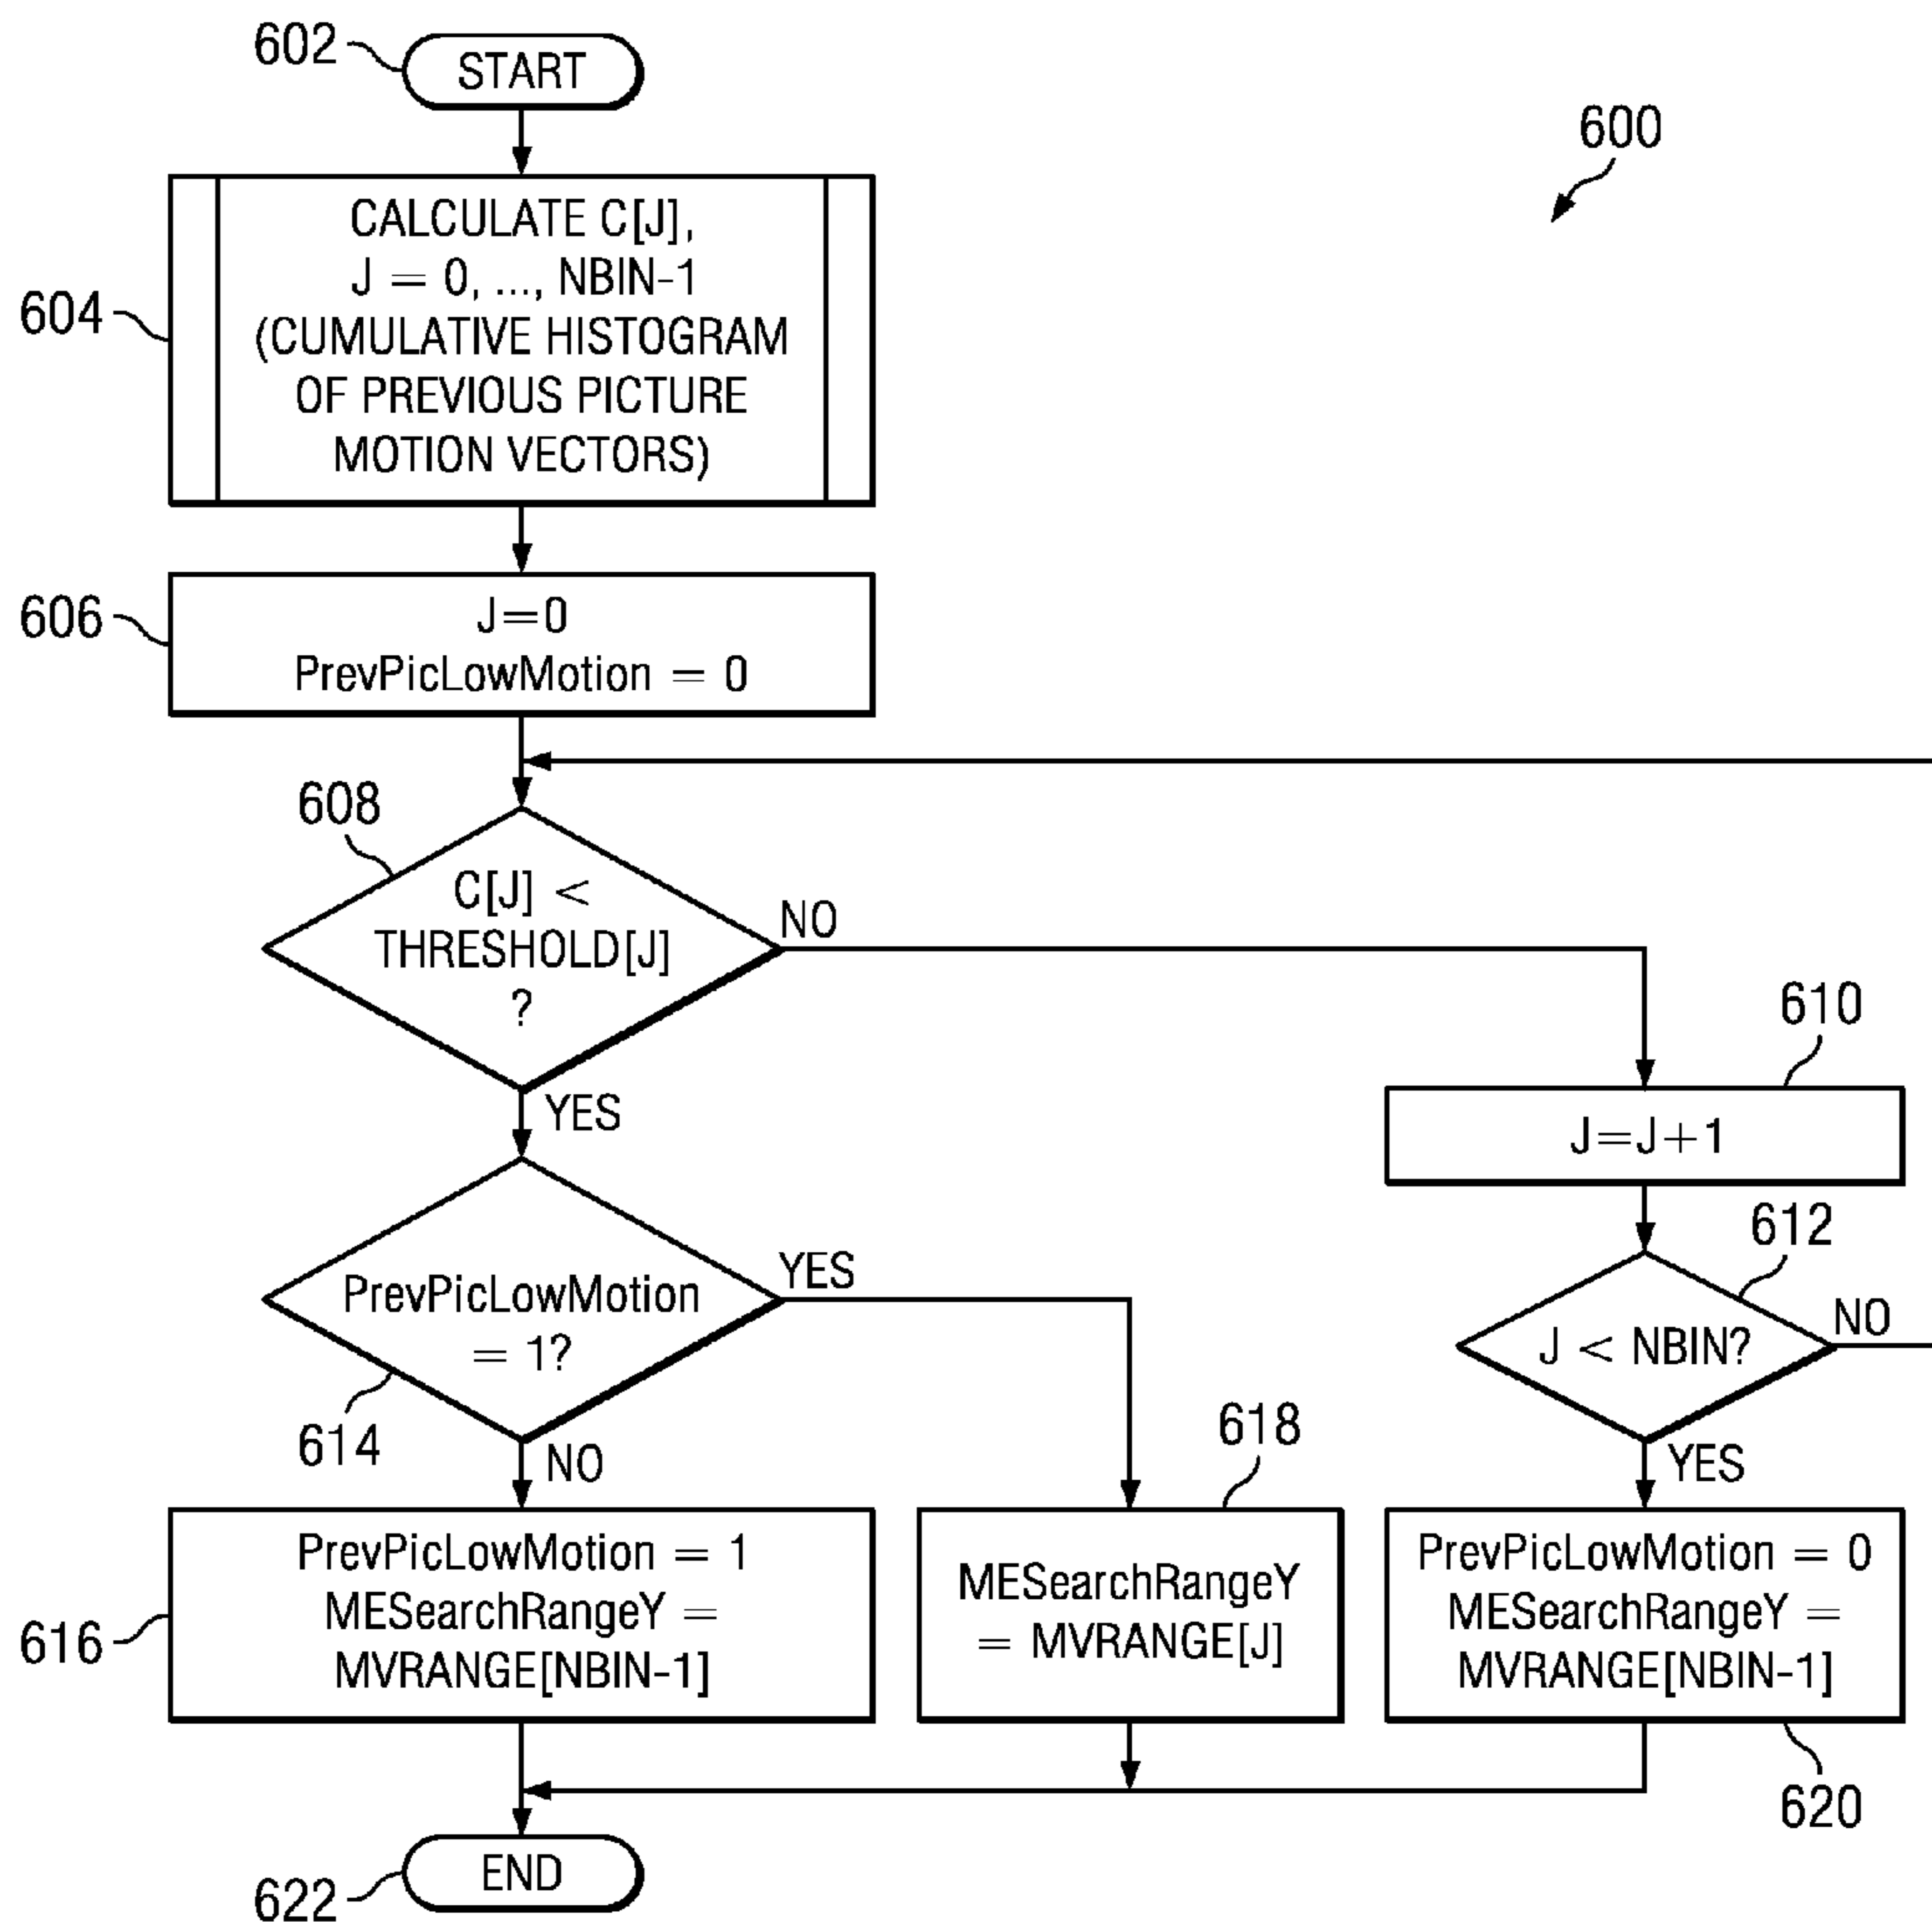 602
START
600
604
CALCULATE C[J],
J = 0, ..., NBIN-1
(CUMULATIVE HISTOGRAM
OF PREVIOUS PICTURE
MOTION VECTORS)
606
J=0
PrevPicLowMotion = 0
608
C[J] <
THRESHOLD[J]
?
NO
YES
610
J=J+1
612
J < NBIN?
NO
YES
PrevPicLowMotion
= 1?
YES
614
NO
616
PrevPicLowMotion = 1
MESearchRangeY =
MVRANGE[NBIN-1]
618
MESearchRangeY
= MVRANGE[J]
PrevPicLowMotion = 0
MESearchRangeY =
MVRANGE[NBIN-1]
620
622
END